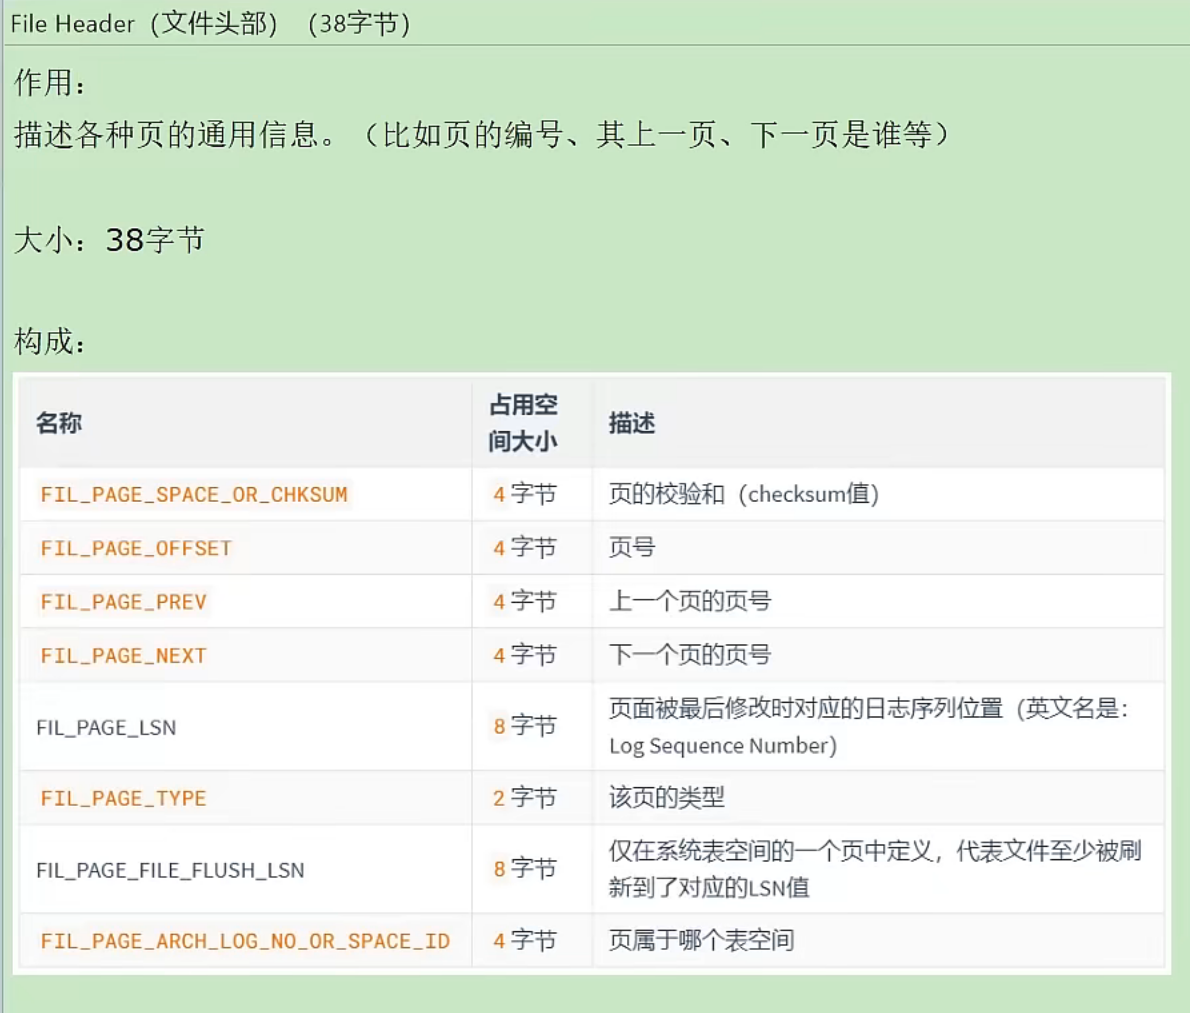 File Header（文件头部）（38字节）
作用：
描述各种页的通用信息。（比如页的编号、其上一页、下一页是谁等）
大小：38字节
构成：
名称 占用空间大小 描述
FIL_PAGE_SPACE_OR_CHKSUM 4 字节 页的校验和（checksum值）
FIL_PAGE_OFFSET 4 字节 页号
FIL_PAGE_PREV 4 字节 上一个页的页号
FIL_PAGE_NEXT 4 字节 下一个页的页号
FIL_PAGE_LSN 8 字节 页面被最后修改时对应的日志序列位置（英文名是：
Log Sequence Number）
FIL_PAGE_TYPE 2 字节 该页的类型
FIL_PAGE_FILE_FLUSH_LSN 8 字节 仅在系统表空间的一个页中定义，代表文件至少被刷
新到了对应的LSN值
FIL_PAGE_ARCH_LOG_NO_OR_SPACE_ID 4 字节 页属于哪个表空间